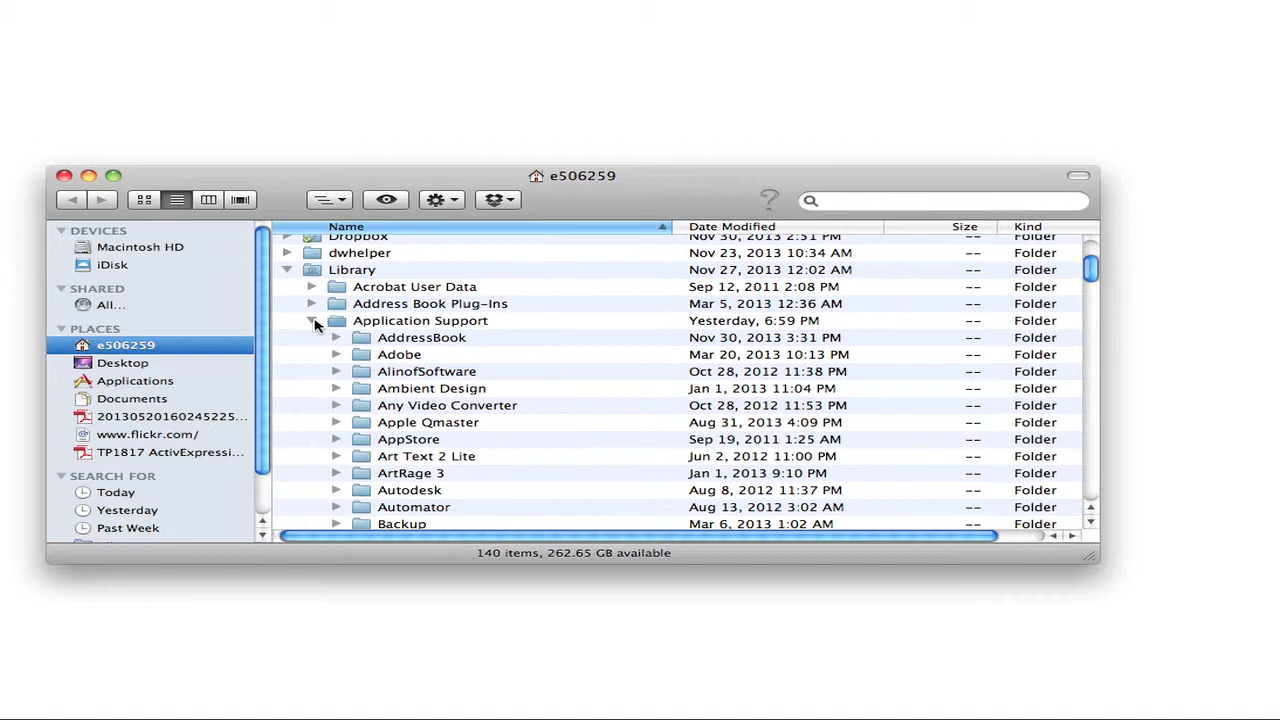 e506259
Name Date Modified Size Kind
DEVICES
Macintosh HD
iDisk
SHARED
All...
PLACES
e506259
Desktop
Applications
Documents
20130520160245225...
www.flickr.com/
TP1817 ActivExpressi...
SEARCH FOR
Today
Yesterday
Past Week
Dropbox Nov 30, 2013 2:51 PM -- Folder
dwhelper Nov 23, 2013 10:34 AM -- Folder
Library Nov 27, 2013 12:02 AM -- Folder
Acrobat User Data Sep 12, 2011 2:08 PM -- Folder
Address Book Plug-Ins Mar 5, 2013 12:36 AM -- Folder
Application Support Yesterday, 6:59 PM -- Folder
AddressBook Nov 30, 2013 3:31 PM -- Folder
Adobe Mar 20, 2013 10:13 PM -- Folder
AlinofSoftware Oct 28, 2012 11:38 PM -- Folder
Ambient Design Jan 1, 2013 11:04 PM -- Folder
Any Video Converter Oct 28, 2012 11:53 PM -- Folder
Apple Qmaster Aug 31, 2013 4:09 PM -- Folder
AppStore Sep 19, 2011 1:25 AM -- Folder
Art Text 2 Lite Jun 2, 2012 11:00 PM -- Folder
ArtRage 3 Jan 1, 2013 9:10 PM -- Folder
Autodesk Aug 8, 2012 11:37 PM -- Folder
Automator Aug 13, 2012 3:02 AM -- Folder
Backup Mar 6, 2013 1:02 AM -- Folder
140 items, 262.65 GB available